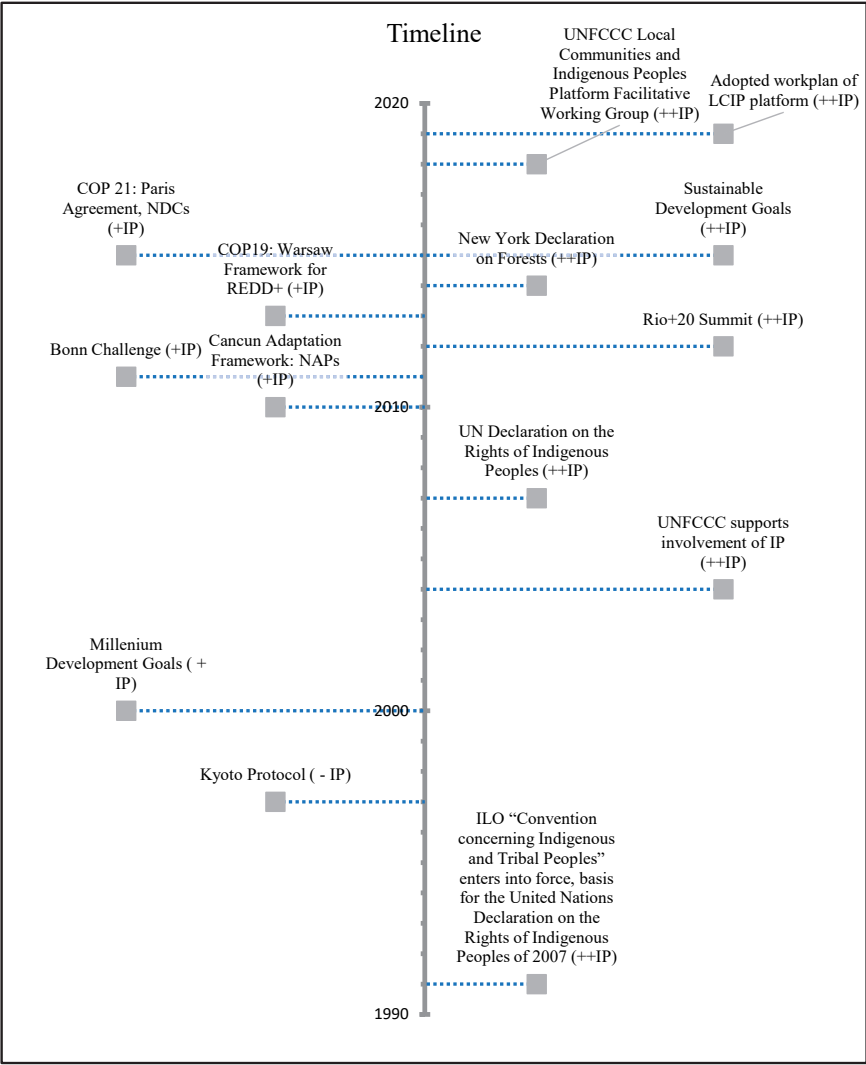 Timeline
UNFCCC Local
Communities and
Indigenous Peoples
Platform Facilitative
Working Group (++IP)
Adopted workplan of
LCIP platform (++IP)
2020
COP 21: Paris
Agreement, NDCs
(+IP)
Sustainable
Development Goals
(++IP)
COP19: Warsaw
Framework for
REDD+ (+IP)
New York Declaration
on Forests (++IP)
Rio+20 Summit (++IP)
Bonn Challenge (+IP)
Cancun Adaptation
Framework: NAPs
(+IP)
2010
UN Declaration on the
Rights of Indigenous
Peoples (++IP)
UNFCCC supports
involvement of IP
(++IP)
Millenium
Development Goals ( +
IP)
2000
Kyoto Protocol ( - IP)
ILO “Convention
concerning Indigenous
and Tribal Peoples”
enters into force, basis
for the United Nations
Declaration on the
Rights of Indigenous
Peoples of 2007 (++IP)
1990